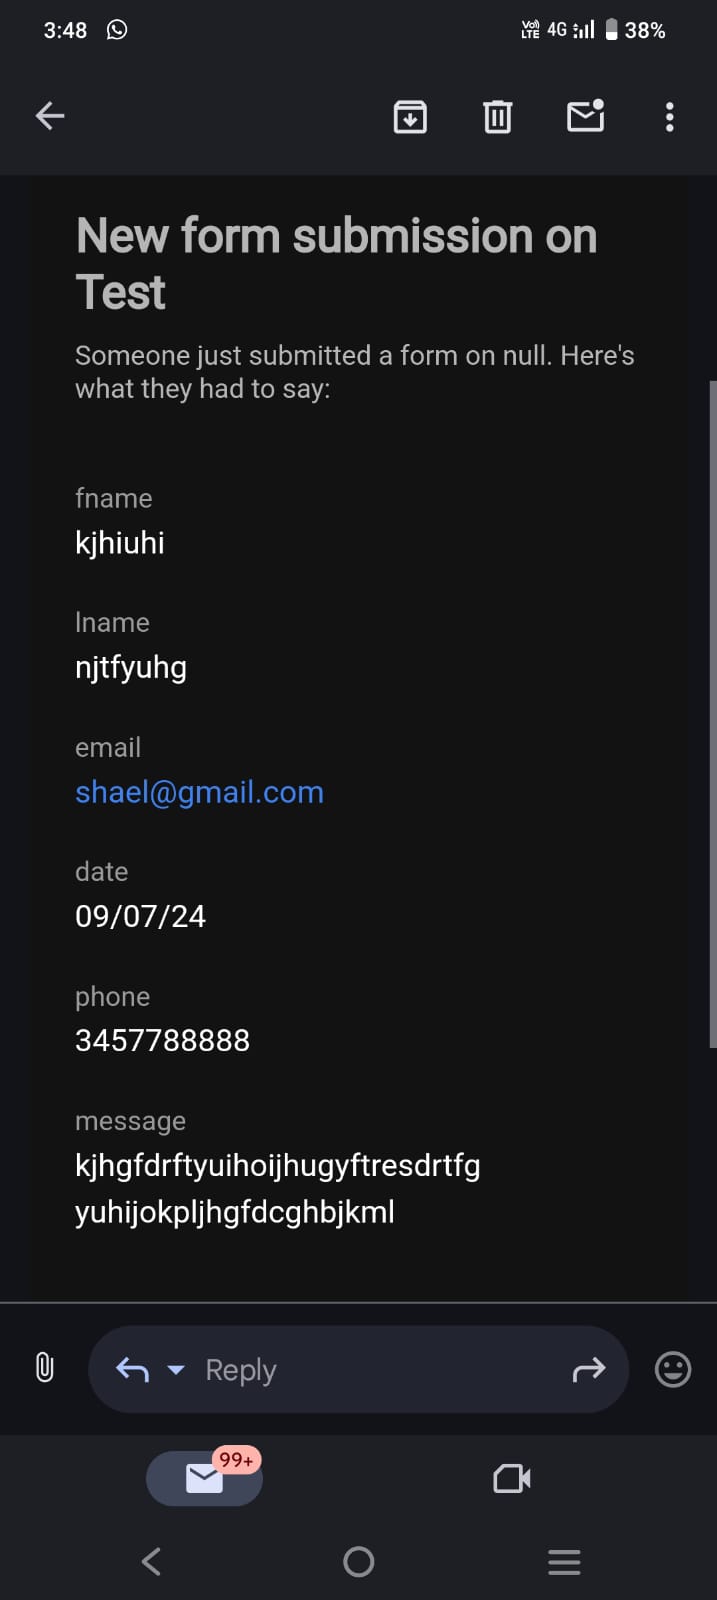 3:48
Vo) LTE 4G 38%
New form submission on
Test
Someone just submitted a form on null. Here's
what they had to say:
fname
kjhiuhi
lname
njtfyuhg
email
shael@gmail.com
date
09/07/24
phone
3457788888
message
kjhgfdrftyuihoijhugyftresdrtfg
yuhijokpljhgfdcghbjkml
Reply
99+